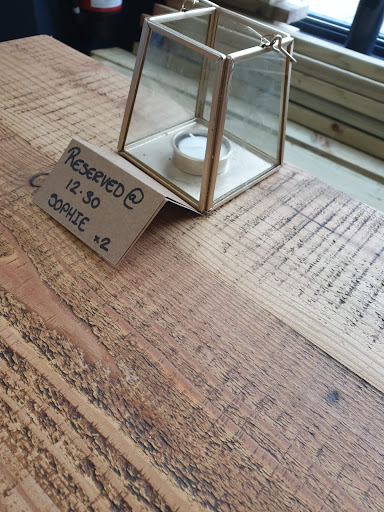 RESERVED @
12.30
SOPHIE x2